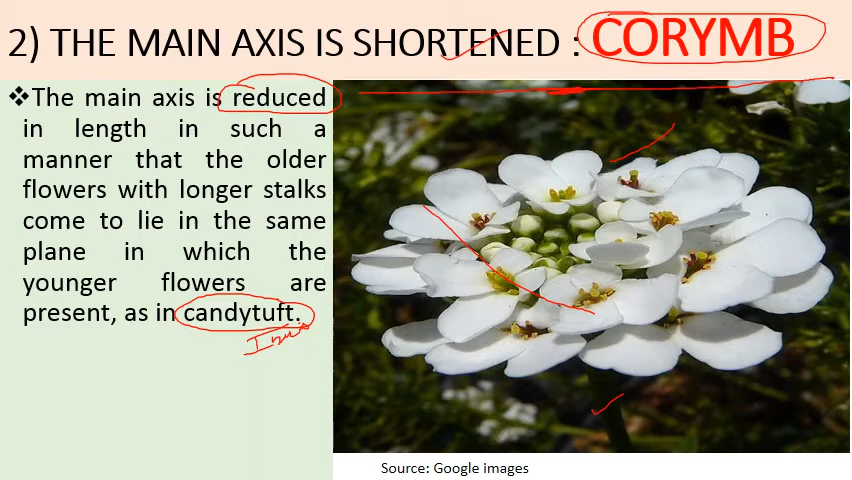 2) THE MAIN AXIS IS SHORTENED : CORYMB
❖The main axis is reduced
in length in such a
manner that the older
flowers with longer stalks
come to lie in the same
plane in which the
younger flowers are
present, as in candytuft.
Source: Google images